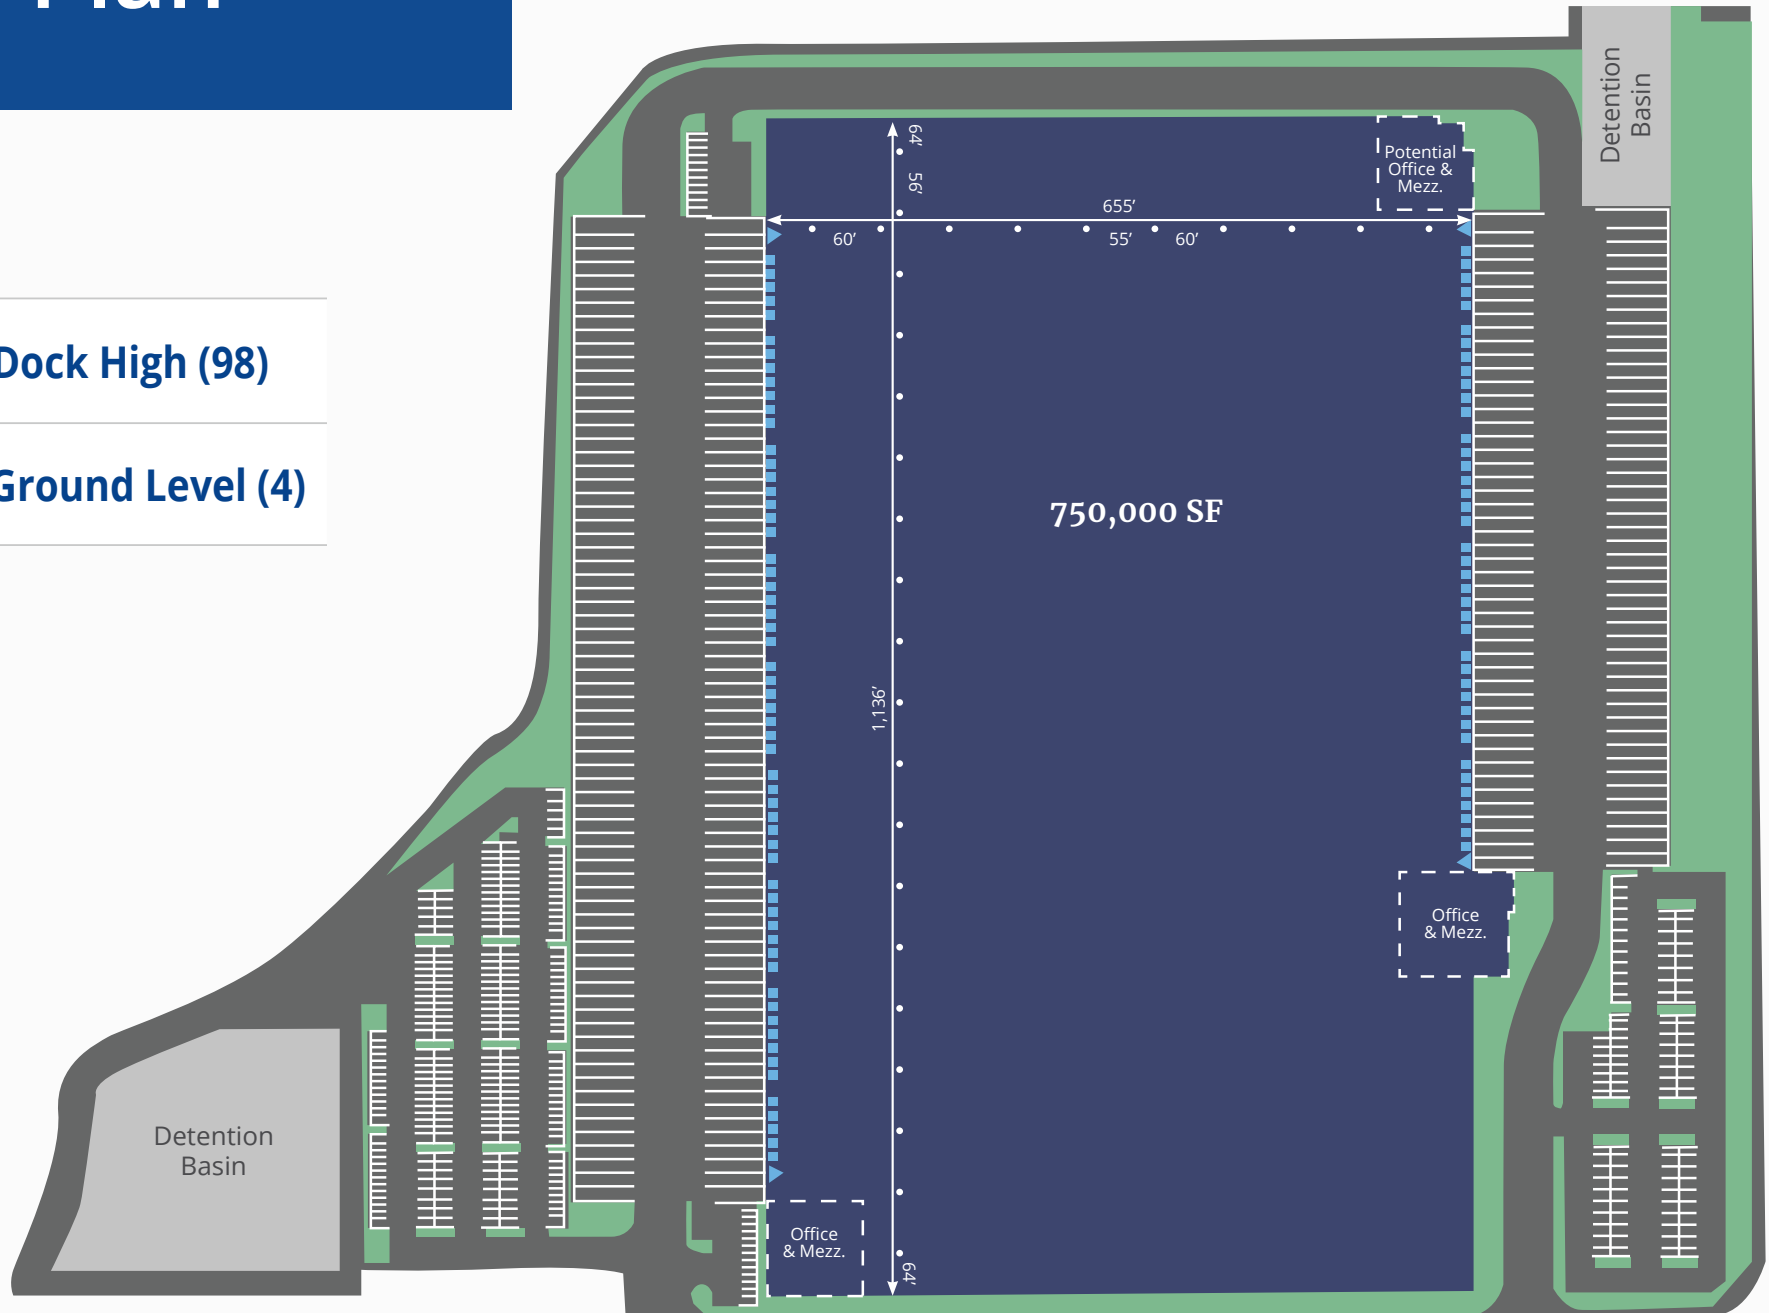 Plan
Dock High (98)
Ground Level (4)
Detention
Basin
64’
56’
Potential
Office &
Mezz.
655’
60’
55’
60’
750,000 SF
1,136’
Office
& Mezz.
Detention
Basin
Office
& Mezz.
64’